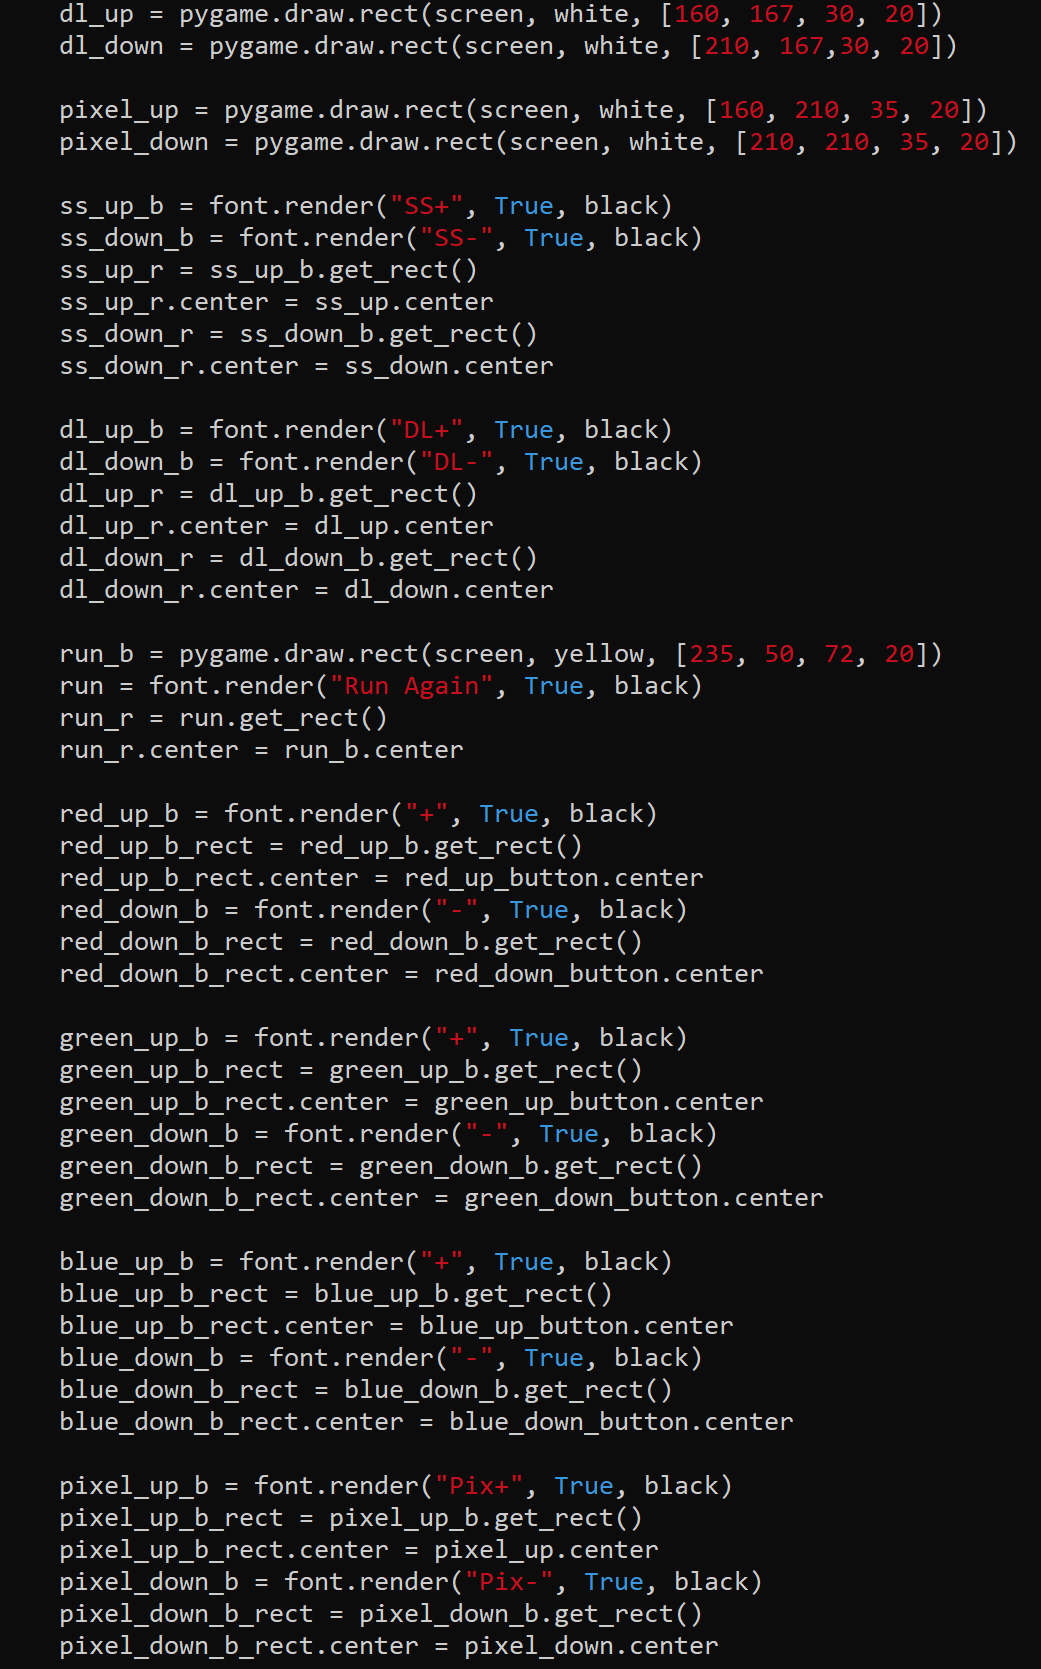 dl_up = pygame.draw.rect(screen, white, [160, 167, 30, 20])
dl_down = pygame.draw.rect(screen, white, [210, 167,30, 20])
pixel_up = pygame.draw.rect(screen, white, [160, 210, 35, 20])
pixel_down = pygame.draw.rect(screen, white, [210, 210, 35, 20])
ss_up_b = font.render("SS+", True, black)
ss_down_b = font.render("SS-", True, black)
ss_up_r = ss_up_b.get_rect()
ss_up_r.center = ss_up.center
ss_down_r = ss_down_b.get_rect()
ss_down_r.center = ss_down.center
dl_up_b = font.render("DL+", True, black)
dl_down_b = font.render("DL-", True, black)
dl_up_r = dl_up_b.get_rect()
dl_up_r.center = dl_up.center
dl_down_r = dl_down_b.get_rect()
dl_down_r.center = dl_down.center
run_b = pygame.draw.rect(screen, yellow, [235, 50, 72, 20])
run = font.render("Run Again", True, black)
run_r = run.get_rect()
run_r.center = run_b.center
red_up_b = font.render("+", True, black)
red_up_b_rect = red_up_b.get_rect()
red_up_b_rect.center = red_up_button.center
red_down_b = font.render("-", True, black)
red_down_b_rect = red_down_b.get_rect()
red_down_b_rect.center = red_down_button.center
green_up_b = font.render("+", True, black)
green_up_b_rect = green_up_b.get_rect()
green_up_b_rect.center = green_up_button.center
green_down_b = font.render("-", True, black)
green_down_b_rect = green_down_b.get_rect()
green_down_b_rect.center = green_down_button.center
blue_up_b = font.render("+", True, black)
blue_up_b_rect = blue_up_b.get_rect()
blue_up_b_rect.center = blue_up_button.center
blue_down_b = font.render("-", True, black)
blue_down_b_rect = blue_down_b.get_rect()
blue_down_b_rect.center = blue_down_button.center
pixel_up_b = font.render("Pix+", True, black)
pixel_up_b_rect = pixel_up_b.get_rect()
pixel_up_b_rect.center = pixel_up.center
pixel_down_b = font.render("Pix-", True, black)
pixel_down_b_rect = pixel_down_b.get_rect()
pixel_down_b_rect.center = pixel_down.center